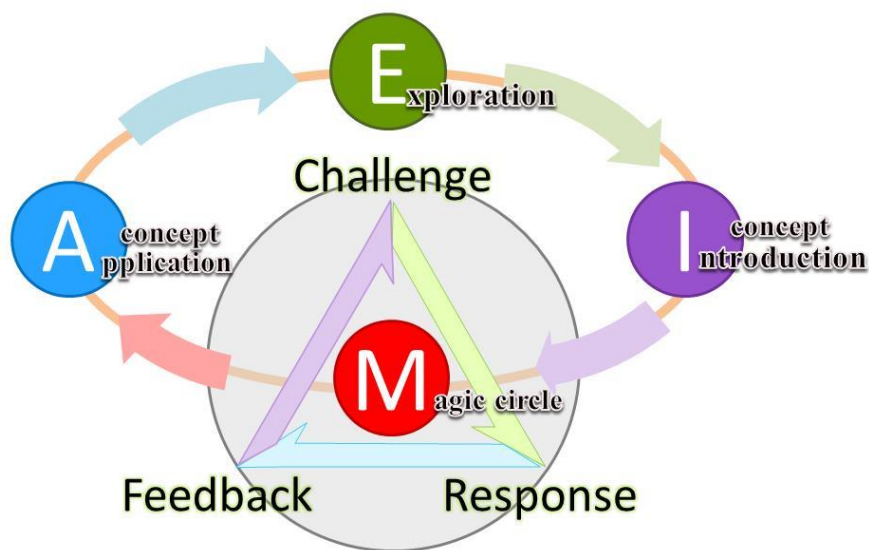 Exploration
Challenge
concept
Application
concept
Introduction
Magic circle
Feedback
Response